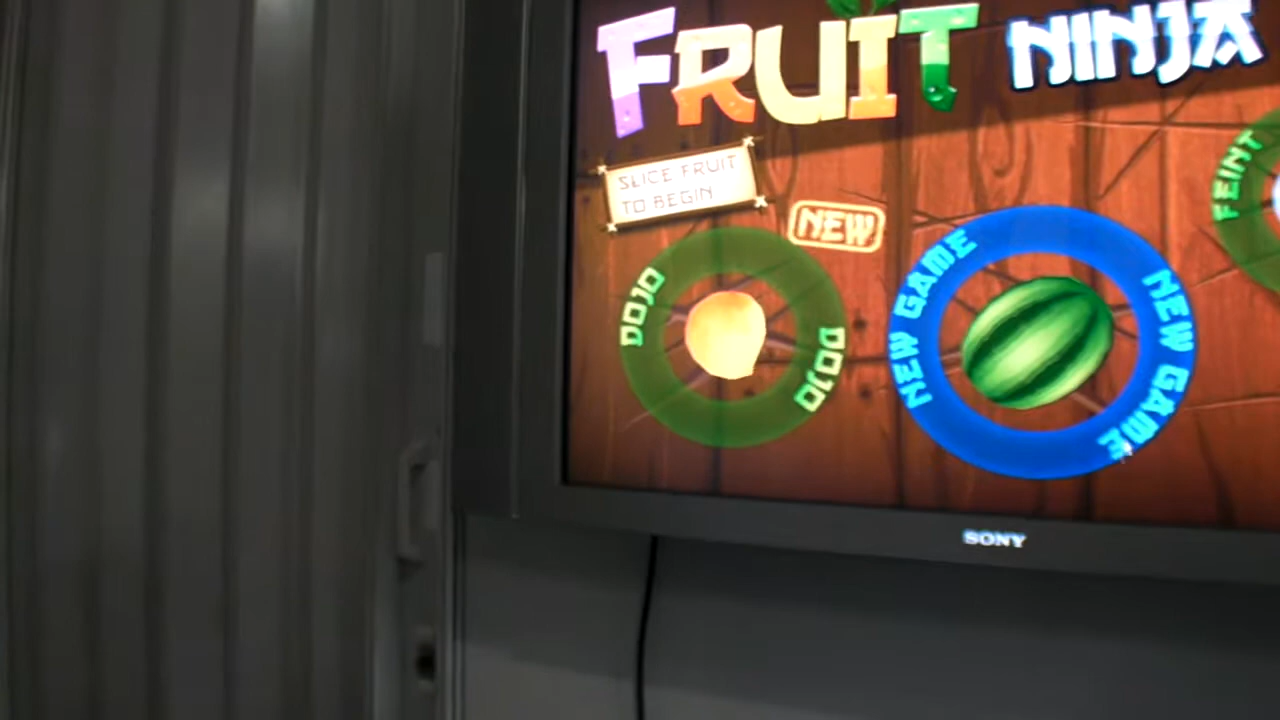 FRUIT NINJA
SLICE FRUIT
TO BEGIN
NEW
DOJO
DOJO
NEW GAME
NEW GAME
FEINT
SONY